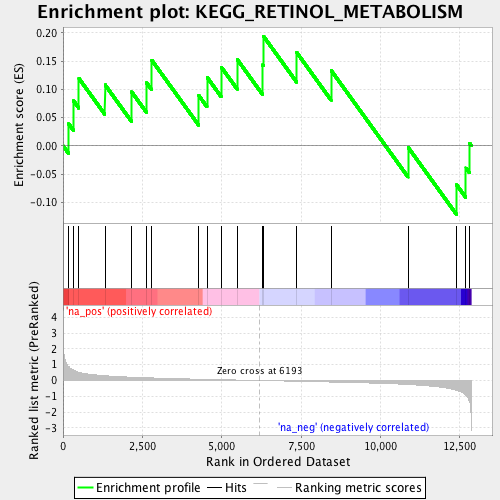 Enrichment plot: KEGG_RETINOL_METABOLISM
Enrichment score (ES)
0.20
0.15
0.10
0.05
0.00
-0.05
-0.10
'na_pos' (positively correlated)
Ranked list metric (PreRanked)
4
3
2
1
0
-1
-2
-3
Zero cross at 6193
'na_neg' (negatively correlated)
0
2,500
5,000
7,500
10,000
12,500
Rank in Ordered Dataset
Enrichment profile
Hits
Ranking metric scores